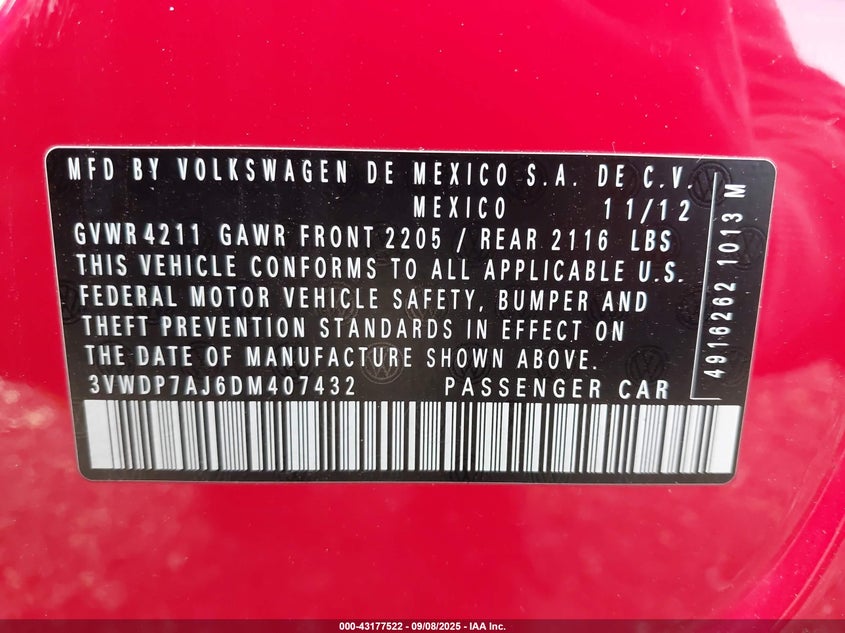 MFD BY VOLKSWAGEN DE MEXICO S.A. DE C.V.
MEXICO 11/12
GVWR 4211 GAWR FRONT 2205 / REAR 2116 LBS
THIS VEHICLE CONFORMS TO ALL APPLICABLE U.S.
FEDERAL MOTOR VEHICLE SAFETY, BUMPER AND
THEFT PREVENTION STANDARDS IN EFFECT ON
THE DATE OF MANUFACTURE SHOWN ABOVE.
3VWDP7AJ6DM407432 PASSENGER CAR
4916262 1013 M
000-43177522 - 09/08/2025 - IAA Inc.